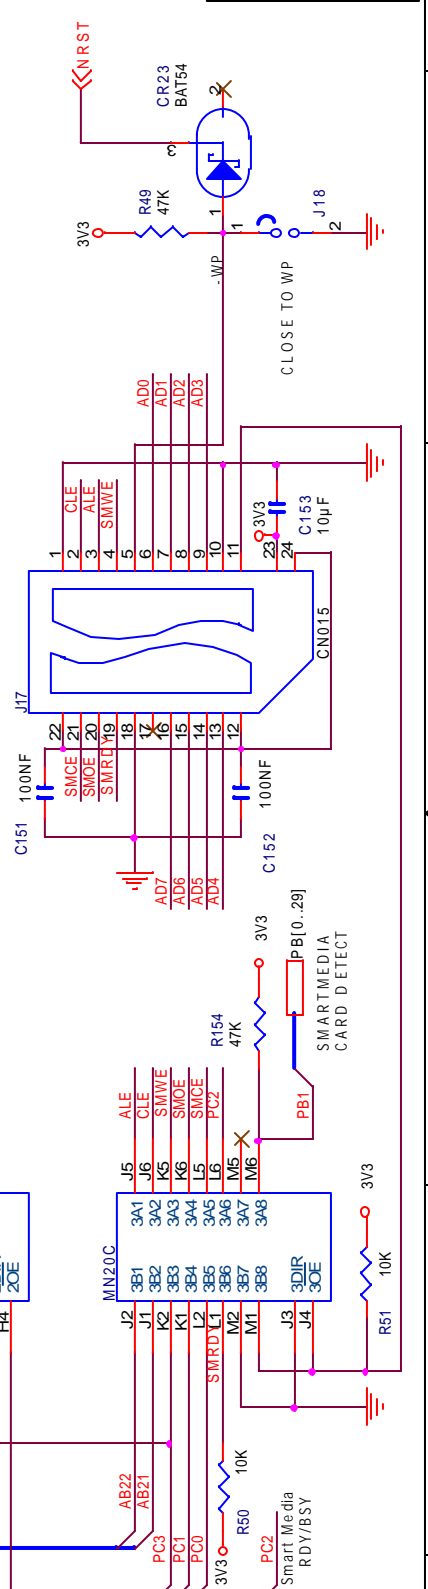 NRST
CR23
BAT54
2
3
1
R49
47K
3V3
-WP
1
J18
2
CLOSE TO WP
AD0
AD1
AD2
AD3
CLE
ALE
SMWE
1
2
3
4
5
6
7
8
9
10
11
23
24
3V3
C153
10µF
J17
CN015
22
21
20
19
18
17
16
15
14
13
12
C151
100NF
SMCE
SMOE
SMRDY
100NF
C152
AD7
AD6
AD5
AD4
3V3
R154
47K
PB[0..29]
SMARTMEDIA
CARD DETECT
PB1
ALE
CLE
SMWE
SMOE
SMCE
PC2
J5
J6
K5
K6
L5
L6
M5
M6
MN20C
3A1
3A2
3A3
3A4
3A5
3A6
3A7
3A8
3B1
3B2
3B3
3B4
3B5
3B6
3B7
3B8
3DIR
3OE
J2
J1
K2
K1
L2
L1
M2
M1
J3
J4
SMRDY
3V3
10K
R51
2OE
H4
AB22
AB21
PC3
PC1
PC0
3V3
R50
10K
PC2
Smart Media
RDY/BSY